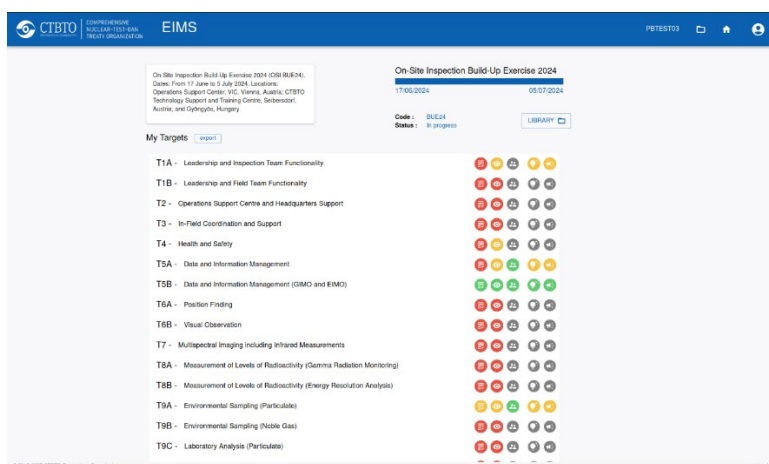 CTBTO
COMPREHENSIVE
NUCLEAR-TEST-BAN
TREATY ORGANIZATION
EIMS
PBTEST03
On-Site Inspection Build-Up Exercise 2024 (OSI BUE24).
Dates: From 17 June to 5 July 2024. Locations:
Operations Support Center, VIC, Vienna, Austria; CTBTO
Technology Support and Training Centre, Seibersdorf,
Austria; and Gyöngyös, Hungary.
On-Site Inspection Build-Up Exercise 2024
17/06/2024 05/07/2024
Code : BUE24
Status : In progress
LIBRARY
My Targets export
T1A - Leadership and Inspection Team Functionality
T1B - Leadership and Field Team Functionality
T2 - Operations Support Centre and Headquarters Support
T3 - In-Field Coordination and Support
T4 - Health and Safety
T5A - Data and Information Management
T5B - Data and Information Management (GIMO and EIMO)
T6A - Position Finding
T6B - Visual Observation
T7 - Multispectral Imaging including Infrared Measurements
T8A - Measurement of Levels of Radioactivity (Gamma Radiation Monitoring)
T8B - Measurement of Levels of Radioactivity (Energy Resolution Analysis)
T9A - Environmental Sampling (Particulate)
T9B - Environmental Sampling (Noble Gas)
T9C - Laboratory Analysis (Particulate)